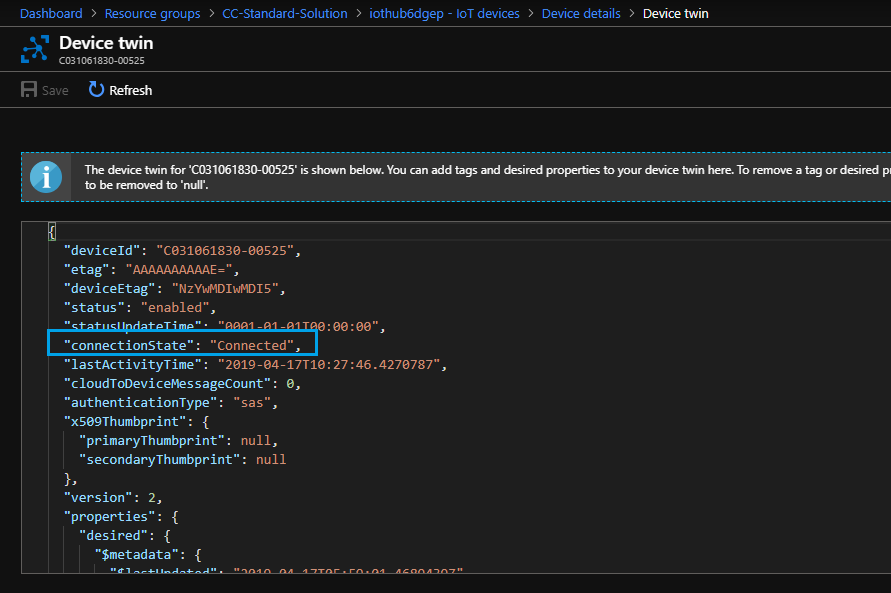 Dashboard > Resource groups > CC-Standard-Solution > iothub6dgep - IoT devices > Device details > Device twin
Device twin
C031061830-00525
Save Refresh
The device twin for 'C031061830-00525' is shown below. You can add tags and desired properties to your device twin here. To remove a tag or desired pr
to be removed to 'null'.
{
"deviceId": "C031061830-00525",
"etag": "AAAAAAAAAAE=",
"deviceEtag": "NzYwMDIwMDI5",
"status": "enabled",
"statusUpdateTime": "0001-01-01T00:00:00",
"connectionState": "Connected",
"lastActivityTime": "2019-04-17T10:27:46.4270787",
"cloudToDeviceMessageCount": 0,
"authenticationType": "sas",
"x509Thumbprint": {
"primaryThumbprint": null,
"secondaryThumbprint": null
},
"version": 2,
"properties": {
"desired": {
"$metadata": {
"$lastUpdated":